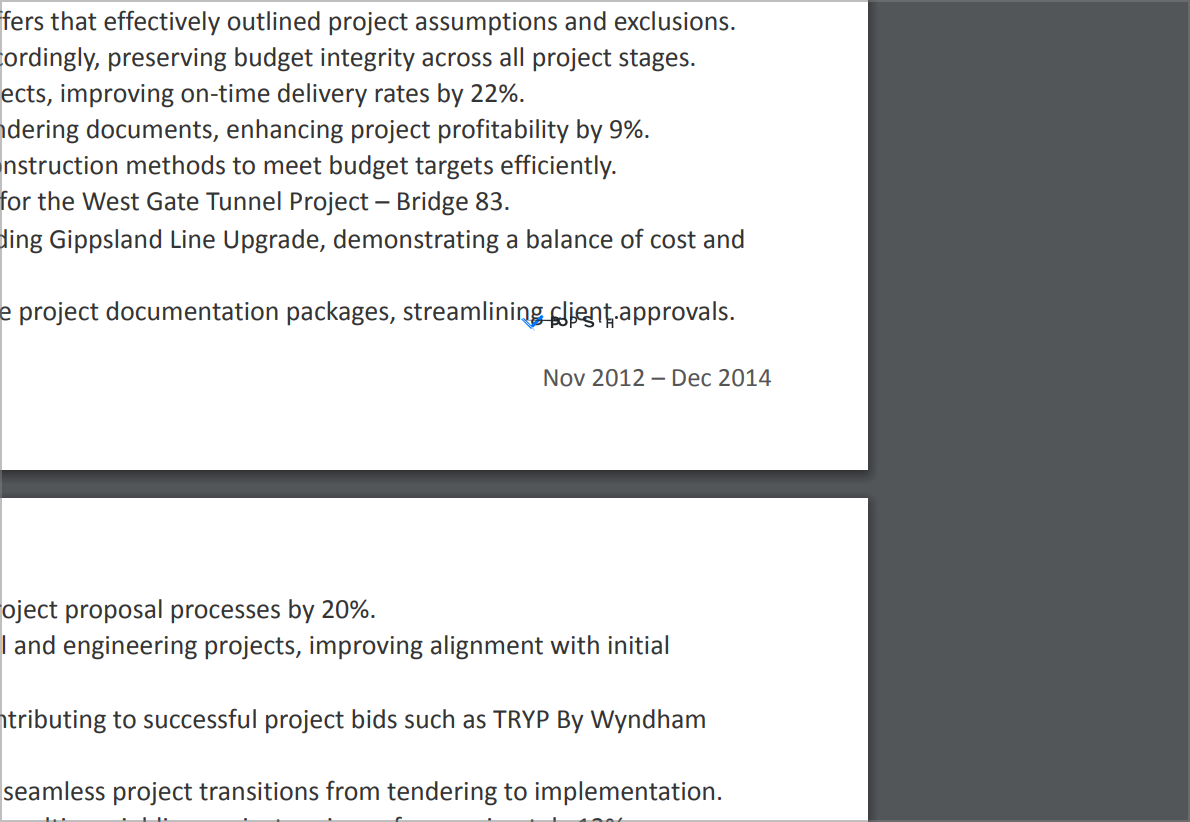 ffers that effectively outlined project assumptions and exclusions.
cordingly, preserving budget integrity across all project stages.
ects, improving on-time delivery rates by 22%.
ndering documents, enhancing project profitability by 9%.
onstruction methods to meet budget targets efficiently.
for the West Gate Tunnel Project – Bridge 83.
ding Gippsland Line Upgrade, demonstrating a balance of cost and
e project documentation packages, streamlining client approvals.
Nov 2012 – Dec 2014
roject proposal processes by 20%.
l and engineering projects, improving alignment with initial
ntributing to successful project bids such as TRYP By Wyndham
seamless project transitions from tendering to implementation.